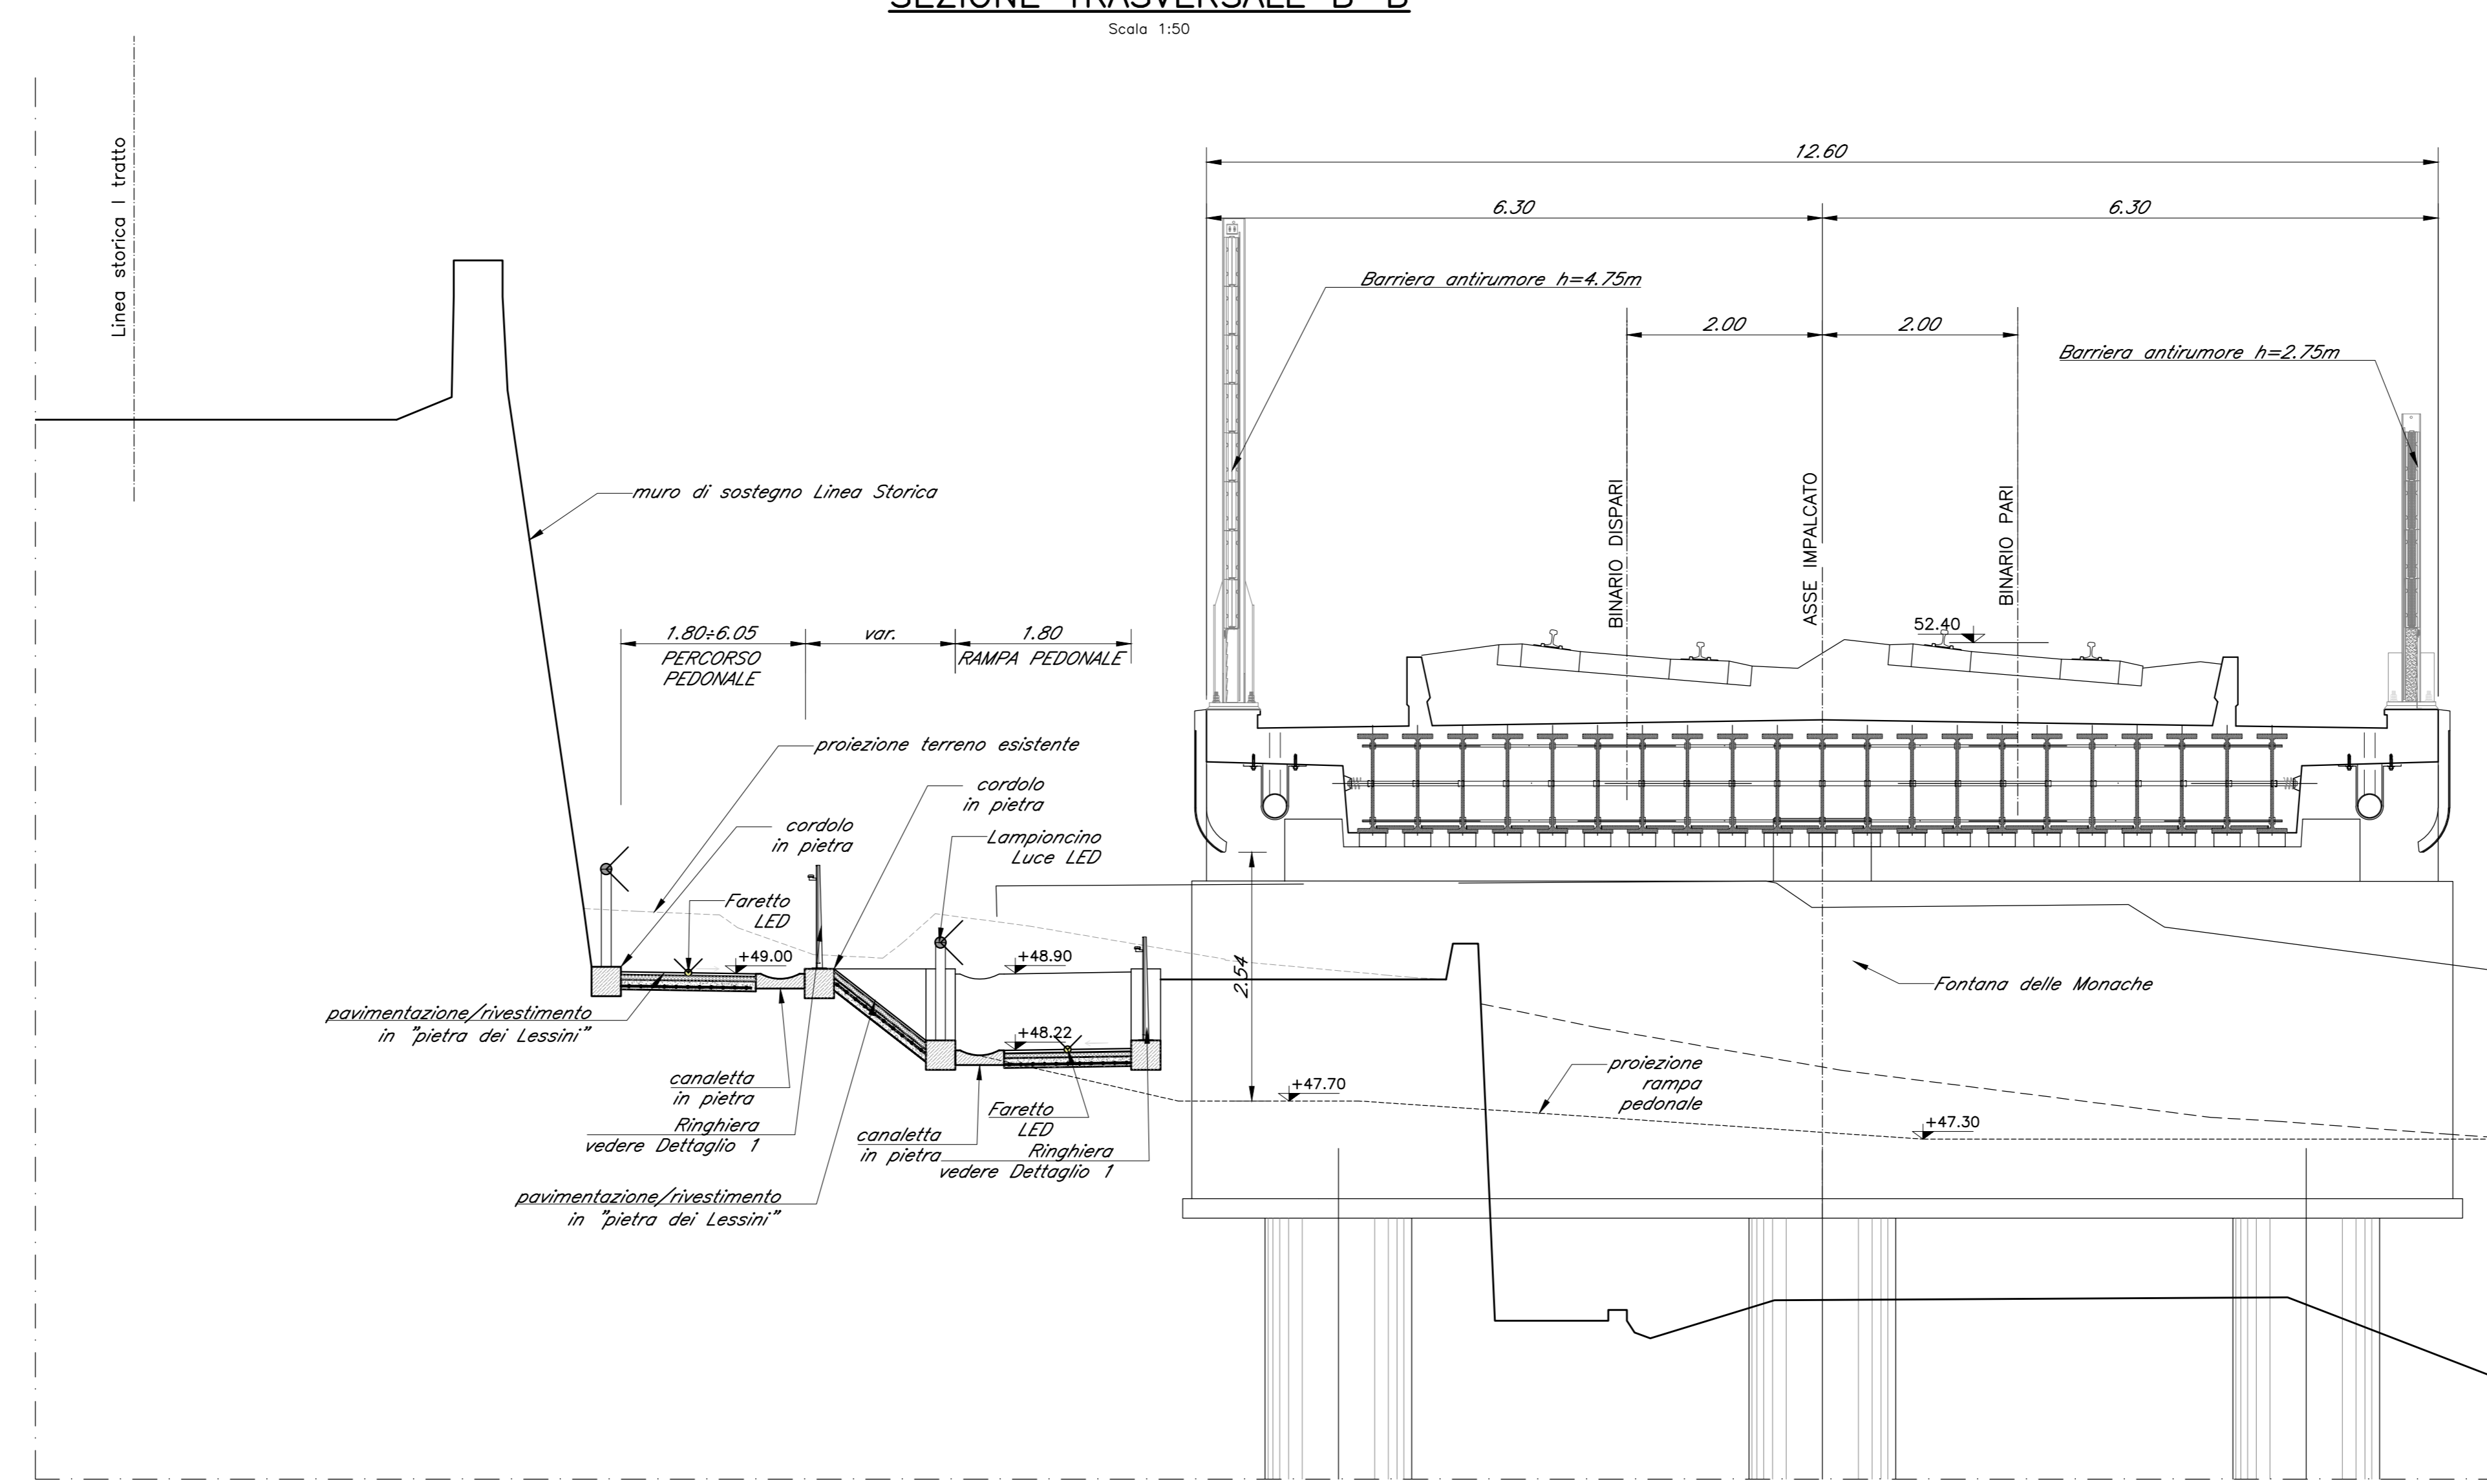 SEZIONE TRASVERSALE B-B
Scala 1:50
Linea storica I tratto
12.60
6.30
6.30
Barriera antirumore h=4.75m
2.00
2.00
Barriera antirumore h=2.75m
BINARIO DISPARI
ASSE IMPALCATO
BINARIO PARI
muro di sostegno Linea Storica
52.40
1.80÷6.05
PERCORSO
PEDONALE
var.
1.80
RAMPA PEDONALE
proiezione terreno esistente
cordolo
in pietra
cordolo
in pietra
Lampioncino
Luce LED
Faretto
LED
+49.00
+48.90
2.54
Fontana delle Monache
pavimentazione/rivestimento
in "pietra dei Lessini"
+48.22
canaletta
in pietra
proiezione
rampa
pedonale
+47.70
+47.30
Faretto
LED
Ringhiera
vedere Dettaglio 1
canaletta
in pietra
Ringhiera
vedere Dettaglio 1
pavimentazione/rivestimento
in "pietra dei Lessini"